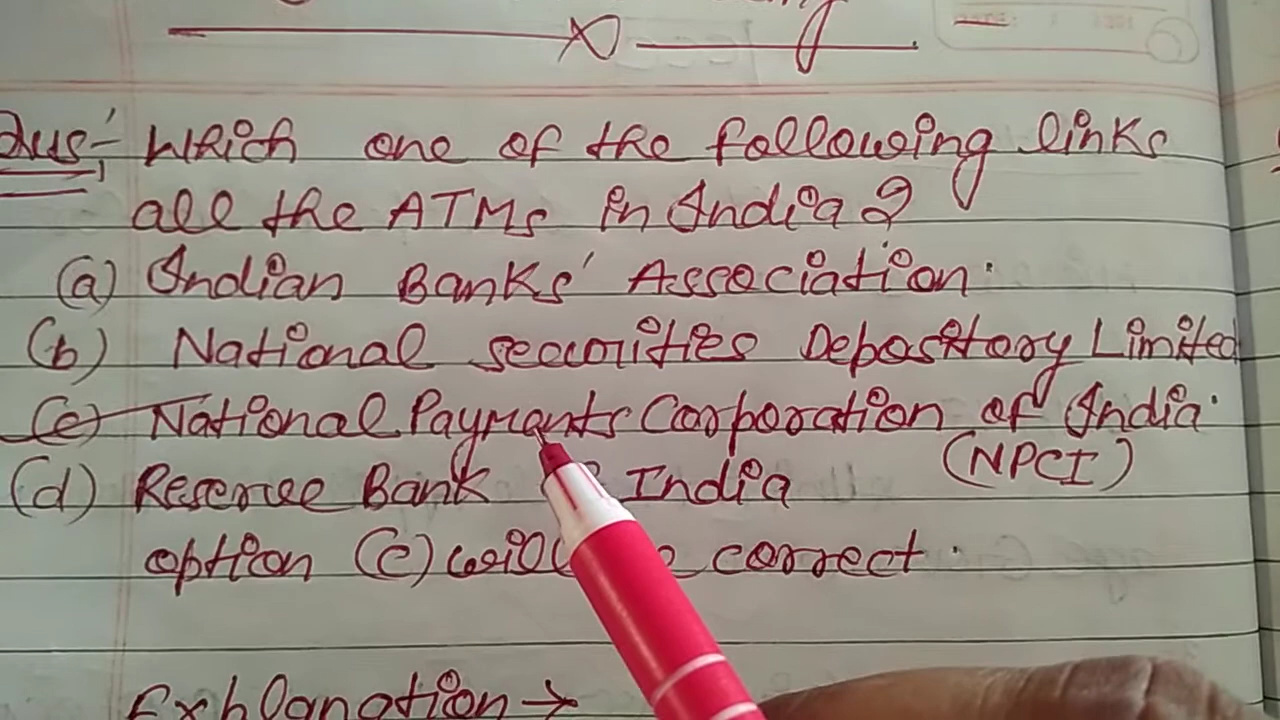 Qus:- Which one of the following links
all the ATMs in India ?
(a) Indian Banks' Association.
(b) National securities Depository Limited
(c) National Payments Corporation of India.
(NPCI)
(d) Reserve Bank India
option (c) will correct.
Explanation →